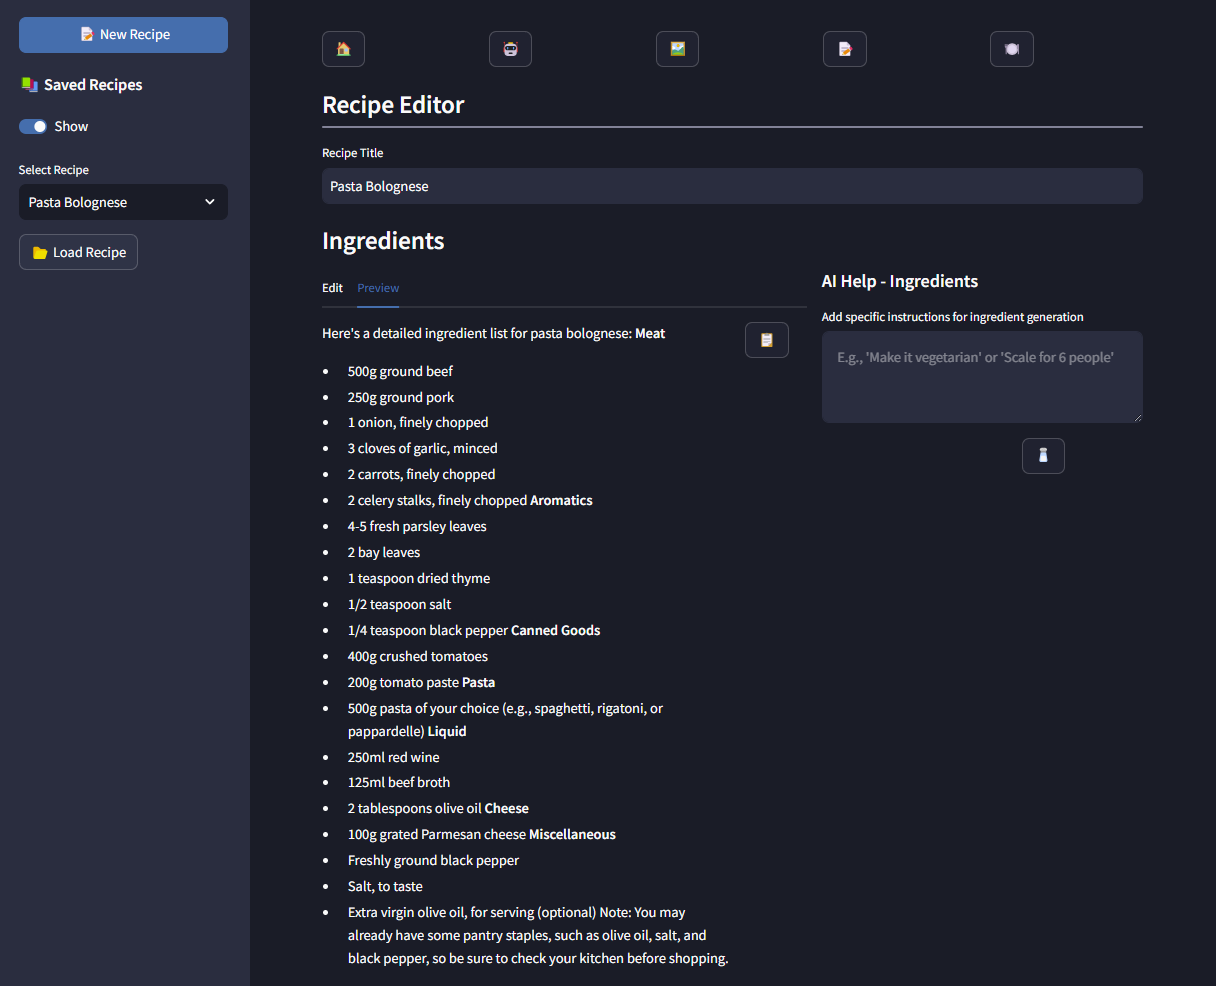 New Recipe
Saved Recipes
Show
Select Recipe
Pasta Bolognese
Load Recipe
Recipe Editor
Recipe Title
Pasta Bolognese
Ingredients
Edit Preview
Here's a detailed ingredient list for pasta bolognese: Meat
500g ground beef
250g ground pork
1 onion, finely chopped
3 cloves of garlic, minced
2 carrots, finely chopped
2 celery stalks, finely chopped Aromatics
4-5 fresh parsley leaves
2 bay leaves
1 teaspoon dried thyme
1/2 teaspoon salt
1/4 teaspoon black pepper Canned Goods
400g crushed tomatoes
200g tomato paste Pasta
500g pasta of your choice (e.g., spaghetti, rigatoni, or
pappardelle) Liquid
250ml red wine
125ml beef broth
2 tablespoons olive oil Cheese
100g grated Parmesan cheese Miscellaneous
Freshly ground black pepper
Salt, to taste
Extra virgin olive oil, for serving (optional) Note: You may
already have some pantry staples, such as olive oil, salt, and
black pepper, so be sure to check your kitchen before shopping.
AI Help - Ingredients
Add specific instructions for ingredient generation
E.g., 'Make it vegetarian' or 'Scale for 6 people'